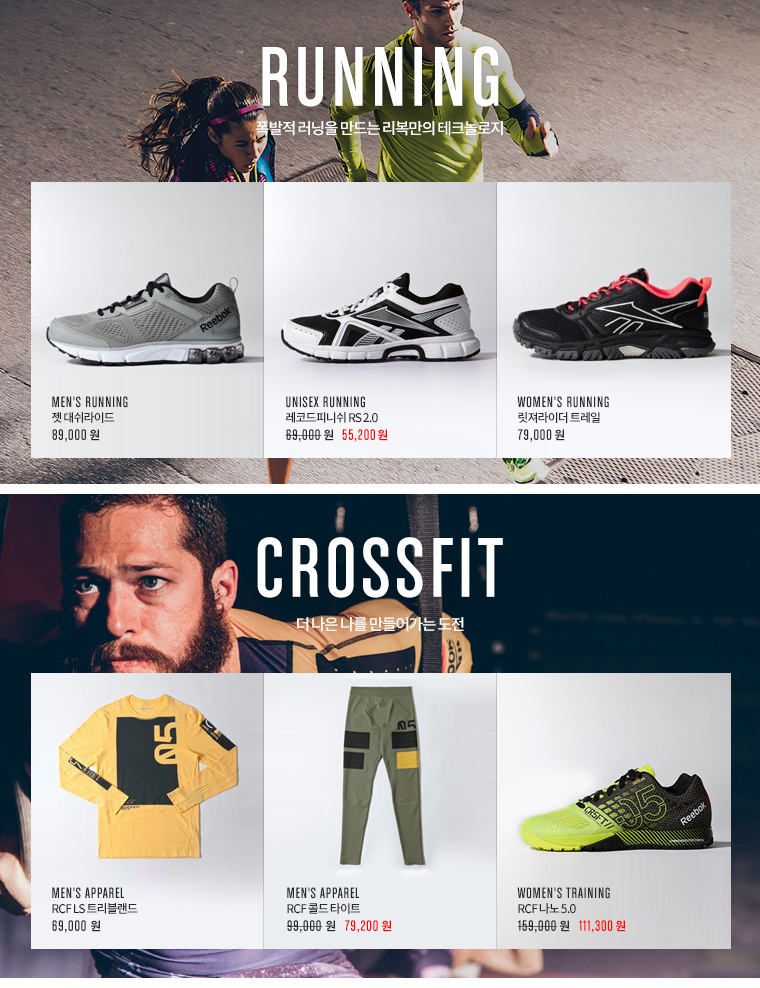 RUNNING
폭발적 러닝을 만드는 리복만의 테크놀로지
Reebok
MEN'S RUNNING
젯 대쉬라이드
89,000 원
UNISEX RUNNING
레코드피니쉬 RS 2.0
69,000 원 55,200 원
WOMEN'S RUNNING
릿져라이더 트레일
79,000 원
CROSSFIT
더 나은 나를 만들어가는 도전
05
05
CRSFT//
05
Reebok
MEN'S APPAREL
RCF LS 트리블랜드
69,000 원
MEN'S APPAREL
RCF 콜드 타이트
99,000 원 79,200 원
WOMEN'S TRAINING
RCF 나노 5.0
159,000 원 111,300 원